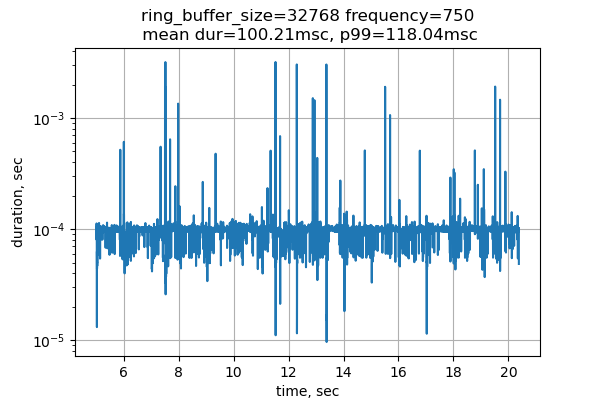 ring_buffer_size=32768 frequency=750
mean dur=100.21msc, p99=118.04msc
duration, sec
10⁻³
10⁻⁴
10⁻⁵
6 8 10 12 14 16 18 20
time, sec